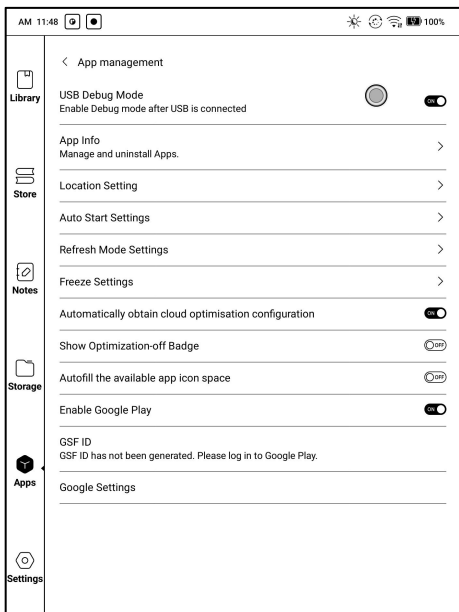 AM 11:48
100%
App management
Library
USB Debug Mode
ON
Enable Debug mode after USB is connected
App Info
Manage and uninstall Apps.
Store
Location Setting
Auto Start Settings
Refresh Mode Settings
Notes
Freeze Settings
Automatically obtain cloud optimisation configuration
ON
Show Optimization-off Badge
OFF
Storage
Autofill the available app icon space
OFF
Enable Google Play
ON
GSF ID
GSF ID has not been generated. Please log in to Google Play.
Apps
Google Settings
Settings